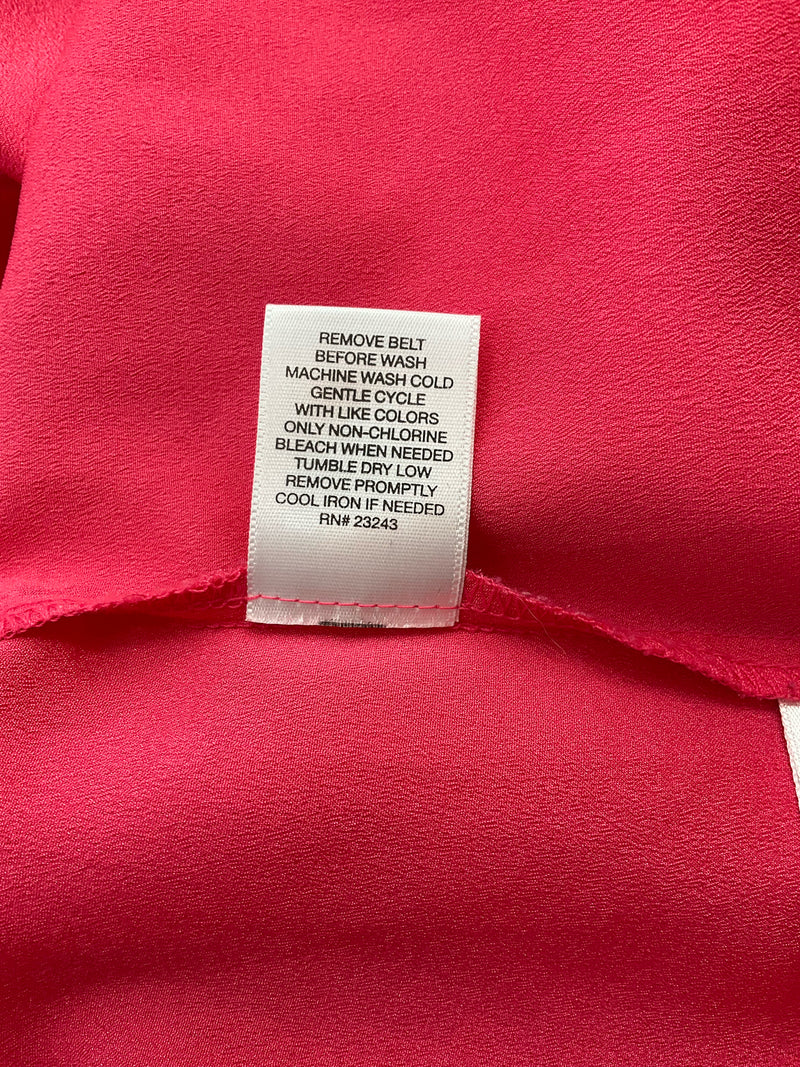 REMOVE BELT
BEFORE WASH
MACHINE WASH COLD
GENTLE CYCLE
WITH LIKE COLORS
ONLY NON-CHLORINE
BLEACH WHEN NEEDED
TUMBLE DRY LOW
REMOVE PROMPTLY
COOL IRON IF NEEDED
RN# 23243